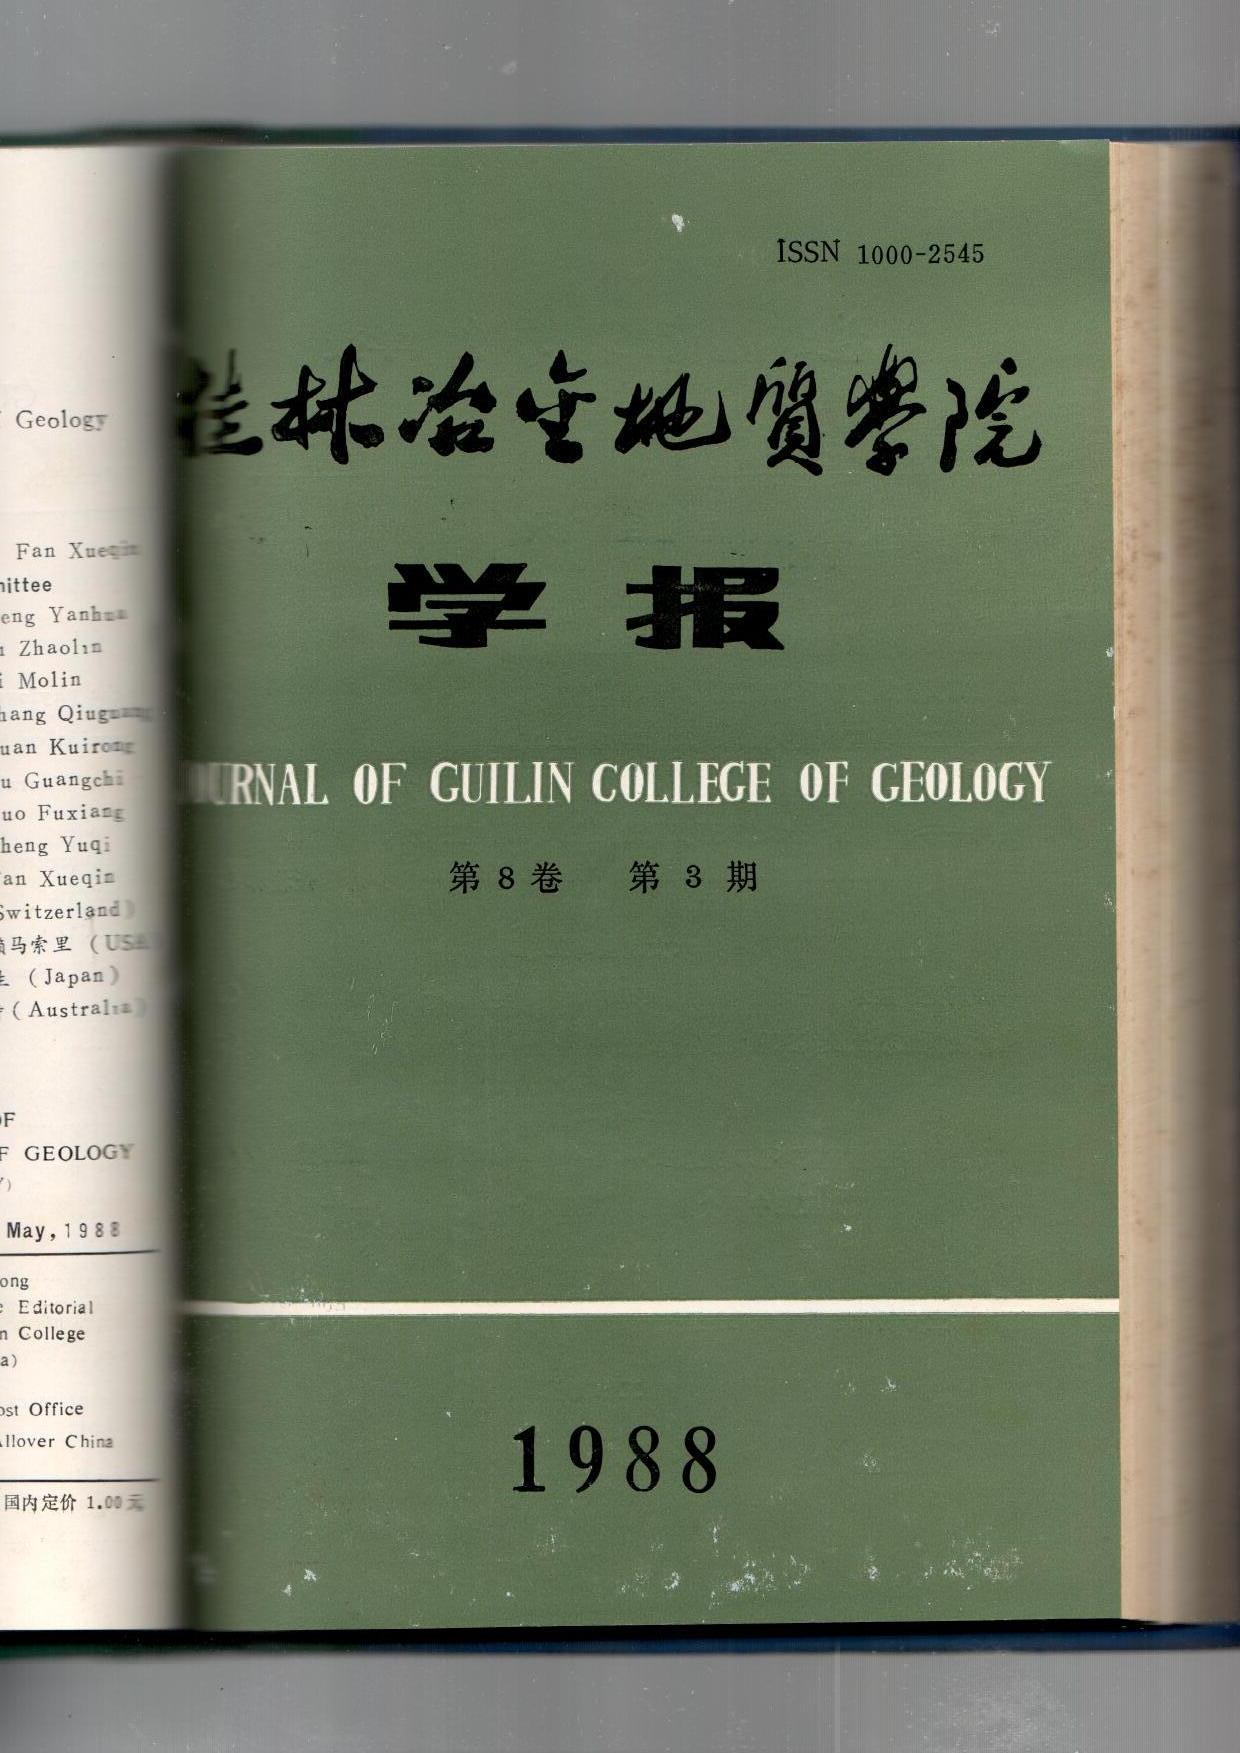 Geology
Fan Xueqin
mittee
eng Yanhua
Zhaolin
i Molin
hang Qiuguang
uan Kuirong
u Guangchi
uo Fuxiang
heng Yuqi
an Xueqin
Switzerland)
马索里 (USA)
(Japan)
(Australia)
OF
F GEOLOGY
May,1988
ong
e Editorial
n College
a)
ost Office
Allover China
国内定价 1.00元
ISSN 1000-2545
桂林冶金地质學院
学报
JOURNAL OF GUILIN COLLEGE OF GEOLOGY
第 8 卷 第 3 期
1988